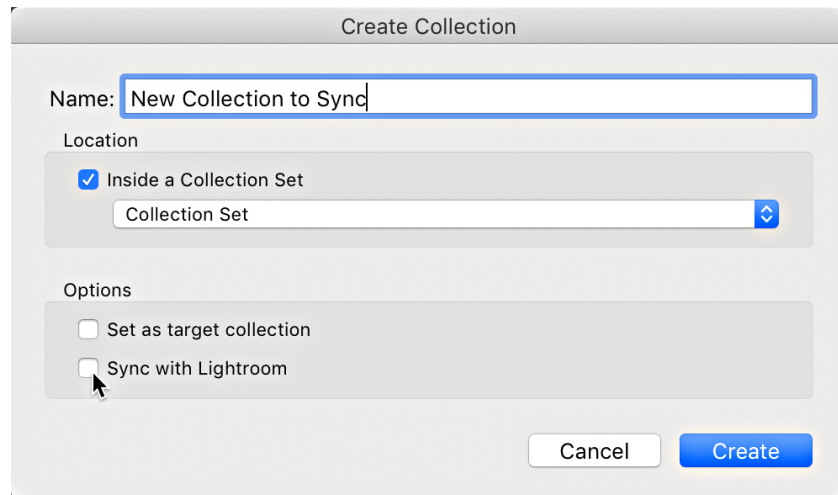 Create Collection
Name: New Collection to Sync
Location
Inside a Collection Set
Collection Set
Options
Set as target collection
Sync with Lightroom
Cancel Create